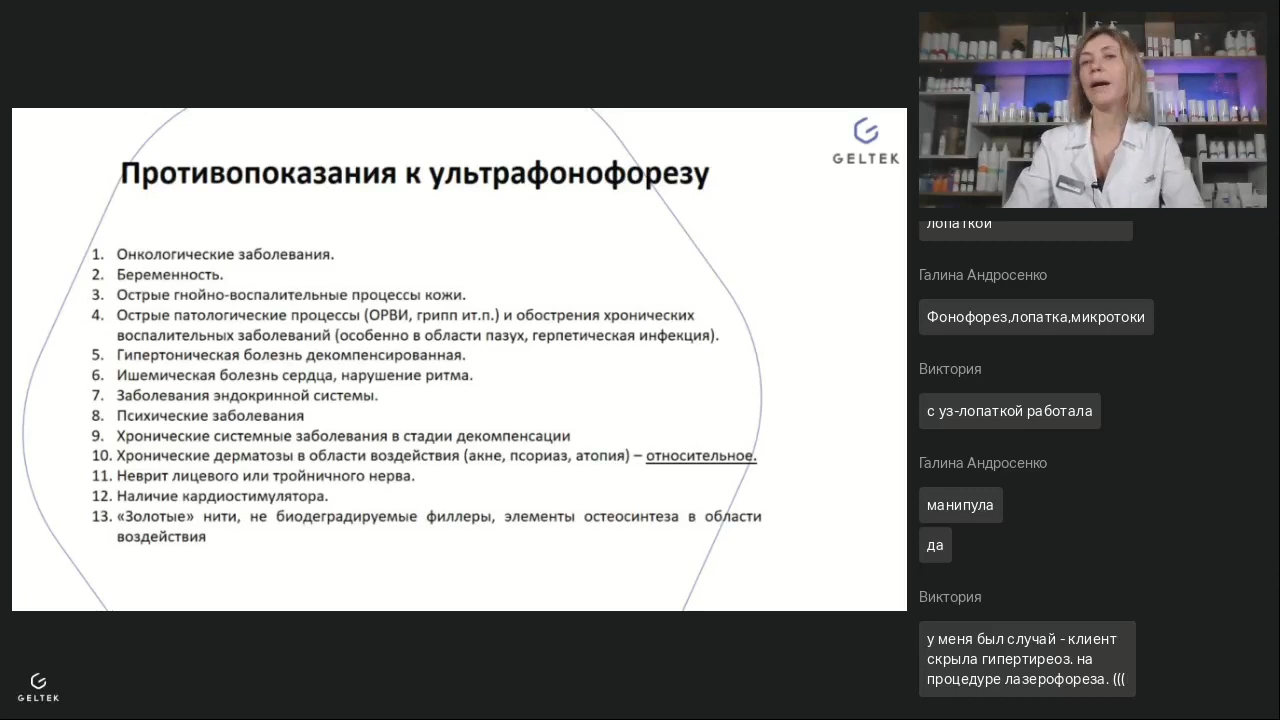 Противопоказания к ультрафонофорезу
GELTEK
1. Онкологические заболевания.
2. Беременность.
3. Острые гнойно-воспалительные процессы кожи.
4. Острые патологические процессы (ОРВИ, грипп ит.п.) и обострения хронических
воспалительных заболеваний (особенно в области пазух, герпетическая инфекция).
5. Гипертоническая болезнь декомпенсированная.
6. Ишемическая болезнь сердца, нарушение ритма.
7. Заболевания эндокринной системы.
8. Психические заболевания
9. Хронические системные заболевания в стадии декомпенсации
10. Хронические дерматозы в области воздействия (акне, псориаз, атопия) – относительное.
11. Неврит лицевого или тройничного нерва.
12. Наличие кардиостимулятора.
13. «Золотые» нити, не биодеградируемые филлеры, элементы остеосинтеза в области
воздействия
GELTEK
лопаткой
Галина Андросенко
Фонофорез,лопатка,микротоки
Виктория
с уз-лопаткой работала
Галина Андросенко
манипула
да
Виктория
у меня был случай - клиент
скрыла гипертиреоз. на
процедуре лазерофореза. (((